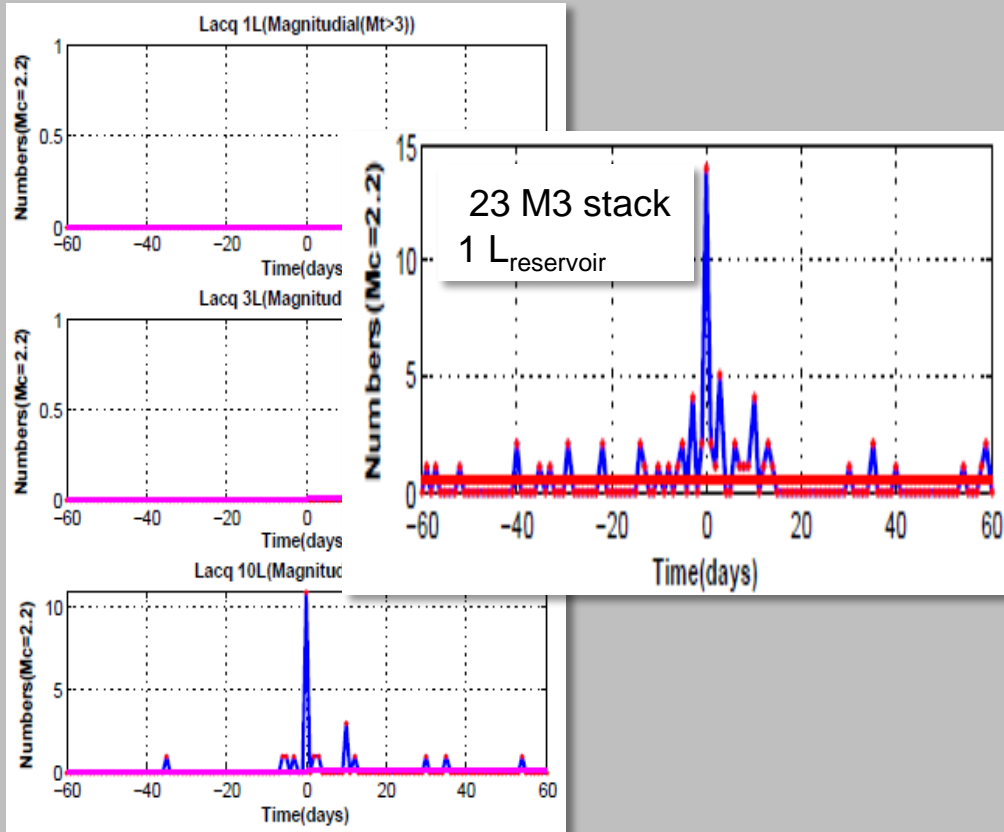 Lacq 1L(Magnitudial(Mt>3))
Numbers(Mc=2.2)
1
0.5
0
−60 −40 −20 0
Time(days
Lacq 3L(Magnitud
Numbers(Mc=2.2)
1
0.5
0
−60 −40 −20 0
Time(days
Lacq 10L(Magnitud
Numbers(Mc=2.2)
10
5
0
−60 −40 −20 0 20 40 60
Time(days)
23 M3 stack
1 Lreservoir
Numbers(Mc=2.2)
15
10
5
0
−60 −40 −20 0 20 40 60
Time(days)